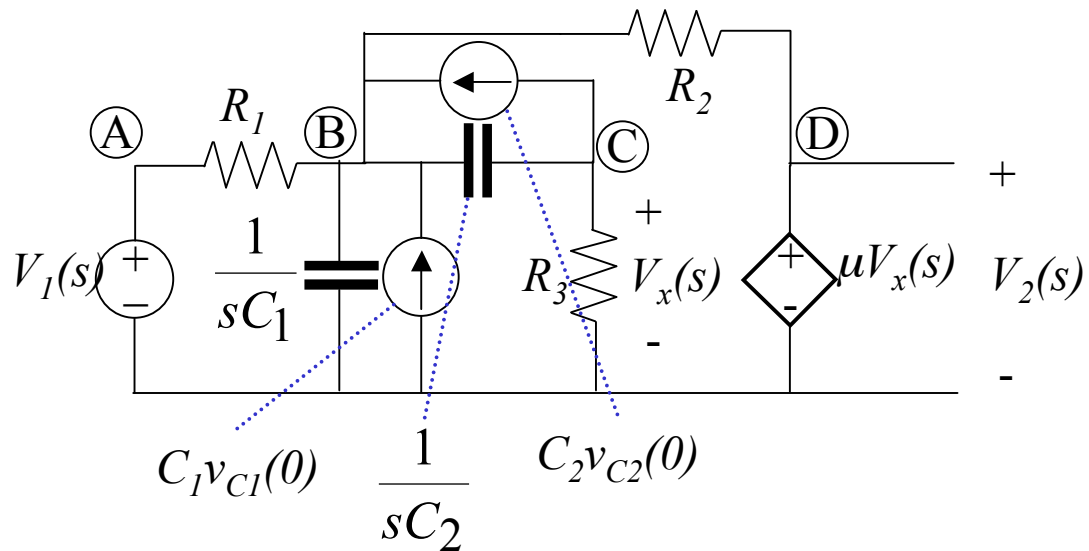 R₂
R₁
A
B
C
D
+
+
V₁(s)
+
−
1
sC₁
R₃
Vₓ(s)
+
-
μVₓ(s)
V₂(s)
-
-
C₁v_C1(0)
1
sC₂
C₂v_C2(0)